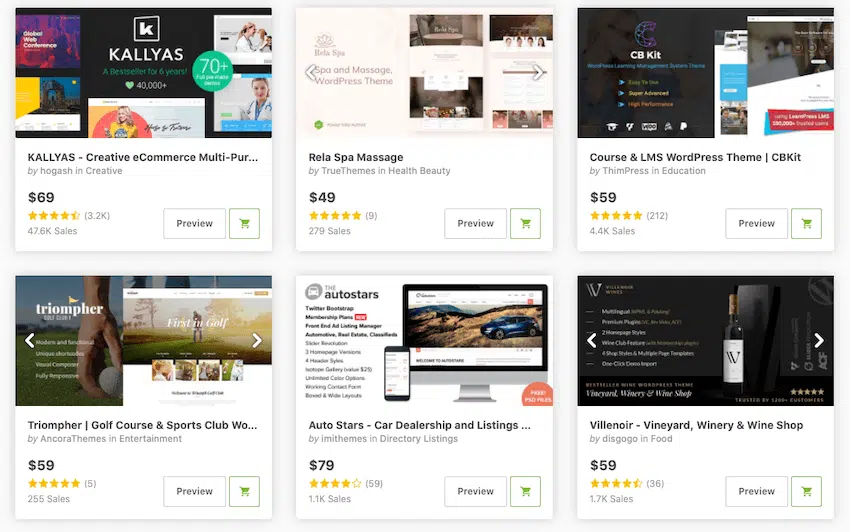 Global
Web
Conference
KALLYAS
A Bestseller for 6 years!
40,000+
70+
Full pre-made
demos
KALLYAS - Creative eCommerce Multi-Pur...
by hogash in Creative
$69
(3.2K)
47.6K Sales
Preview
Rela Spa
Spa and Massage,
WordPress Theme
Rela Spa Massage
by TrueThemes in Health Beauty
$49
(9)
279 Sales
Preview
CB Kit
WordPress Learning Management System Theme
Easy To Use
Super Advanced
High Performance
using LearnPress LMS
Course & LMS WordPress Theme | CBKit
by ThimPress in Education
$59
(212)
4.4K Sales
Preview
triompher
Modern and functional
Unique shortcodes
Visual Composer
Fully Responsive
First in Golf
Triompher | Golf Course & Sports Club Wo...
by AncoraThemes in Entertainment
$59
(5)
255 Sales
Preview
THE
autostars
Twitter Bootstrap
Membership Plans NEW
Front End Ad Listing Manager
Automotive, Real Estate, Classifieds
Slider Revolution
3 Homepage Versions
4 Header Styles
Isotope Gallery (value $25)
Unlimited Color Options
Working Contact Form
Boxed & Wide Layouts
WELCOME TO AUTOSTARS
FREE!
PSD FILES
Auto Stars - Car Dealership and Listings ...
by imithemes in Directory Listings
$79
(59)
1.1K Sales
Preview
VILLENOIR
WINES
Multilingual
Premium Plugins
2 Homepage Styles
Wine Club Feature
6 Shop Styles & Multiple Page Templates
One-Click Demo Import
V
BESTSELLER WINE WORDPRESS THEME
Vineyard, Winery & Wine Shop
TRUSTED BY 1200+ CUSTOMERS
ACF
Villenoir - Vineyard, Winery & Wine Shop
by disgogo in Food
$59
(36)
1.7K Sales
Preview